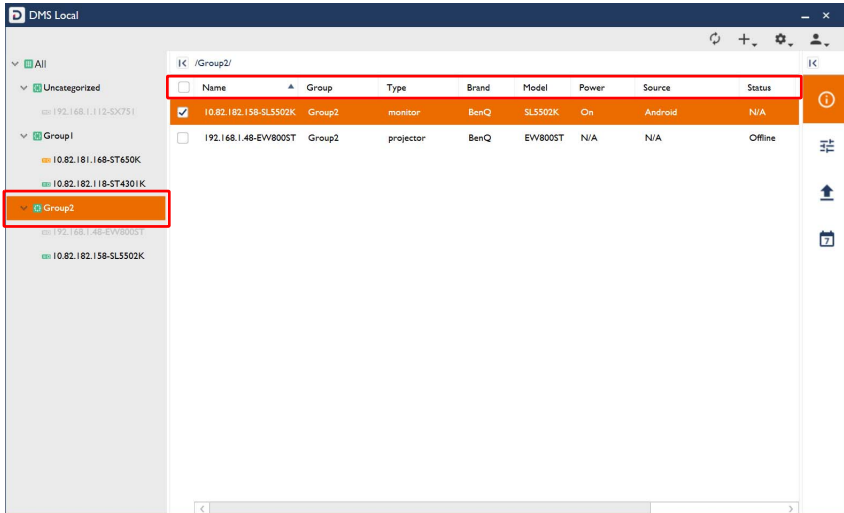 DMS Local
All
Uncategorized
192.168.1.112-SX751
Group1
10.82.181.168-ST650K
10.82.182.118-ST4301K
Group2
192.168.1.48-EW800ST
10.82.182.158-SL5502K
/Group2/
Name Group Type Brand Model Power Source Status
10.82.182.158-SL5502K Group2 monitor BenQ SL5502K On Android N/A
192.168.1.48-EW800ST Group2 projector BenQ EW800ST N/A N/A Offline
7